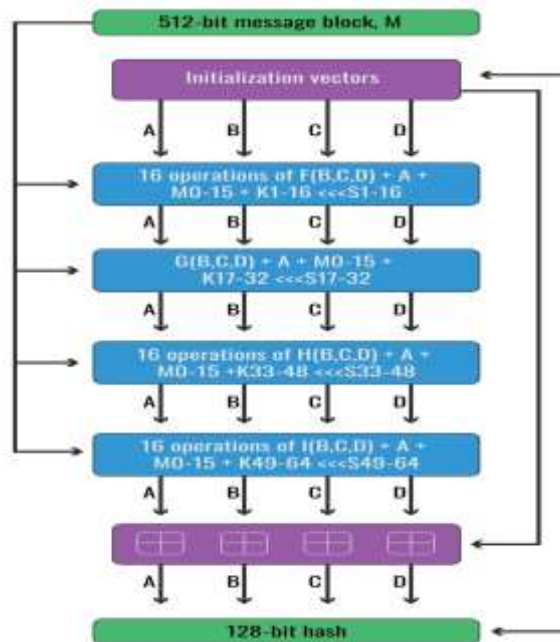 512-bit message block, M
Initialization vectors
A B C D
16 operations of F(B,C,D) + A +
M0-15 + K1-16 <<<S1-16
A B C D
G(B,C,D) + A + M0-15 +
K17-32 <<<S17-32
A B C D
16 operations of H(B,C,D) + A +
M0-15 +K33-48 <<<S33-48
A B C D
16 operations of I(B,C,D) + A +
M0-15 + K49-64 <<<S49-64
A B C D
A B C D
128-bit hash